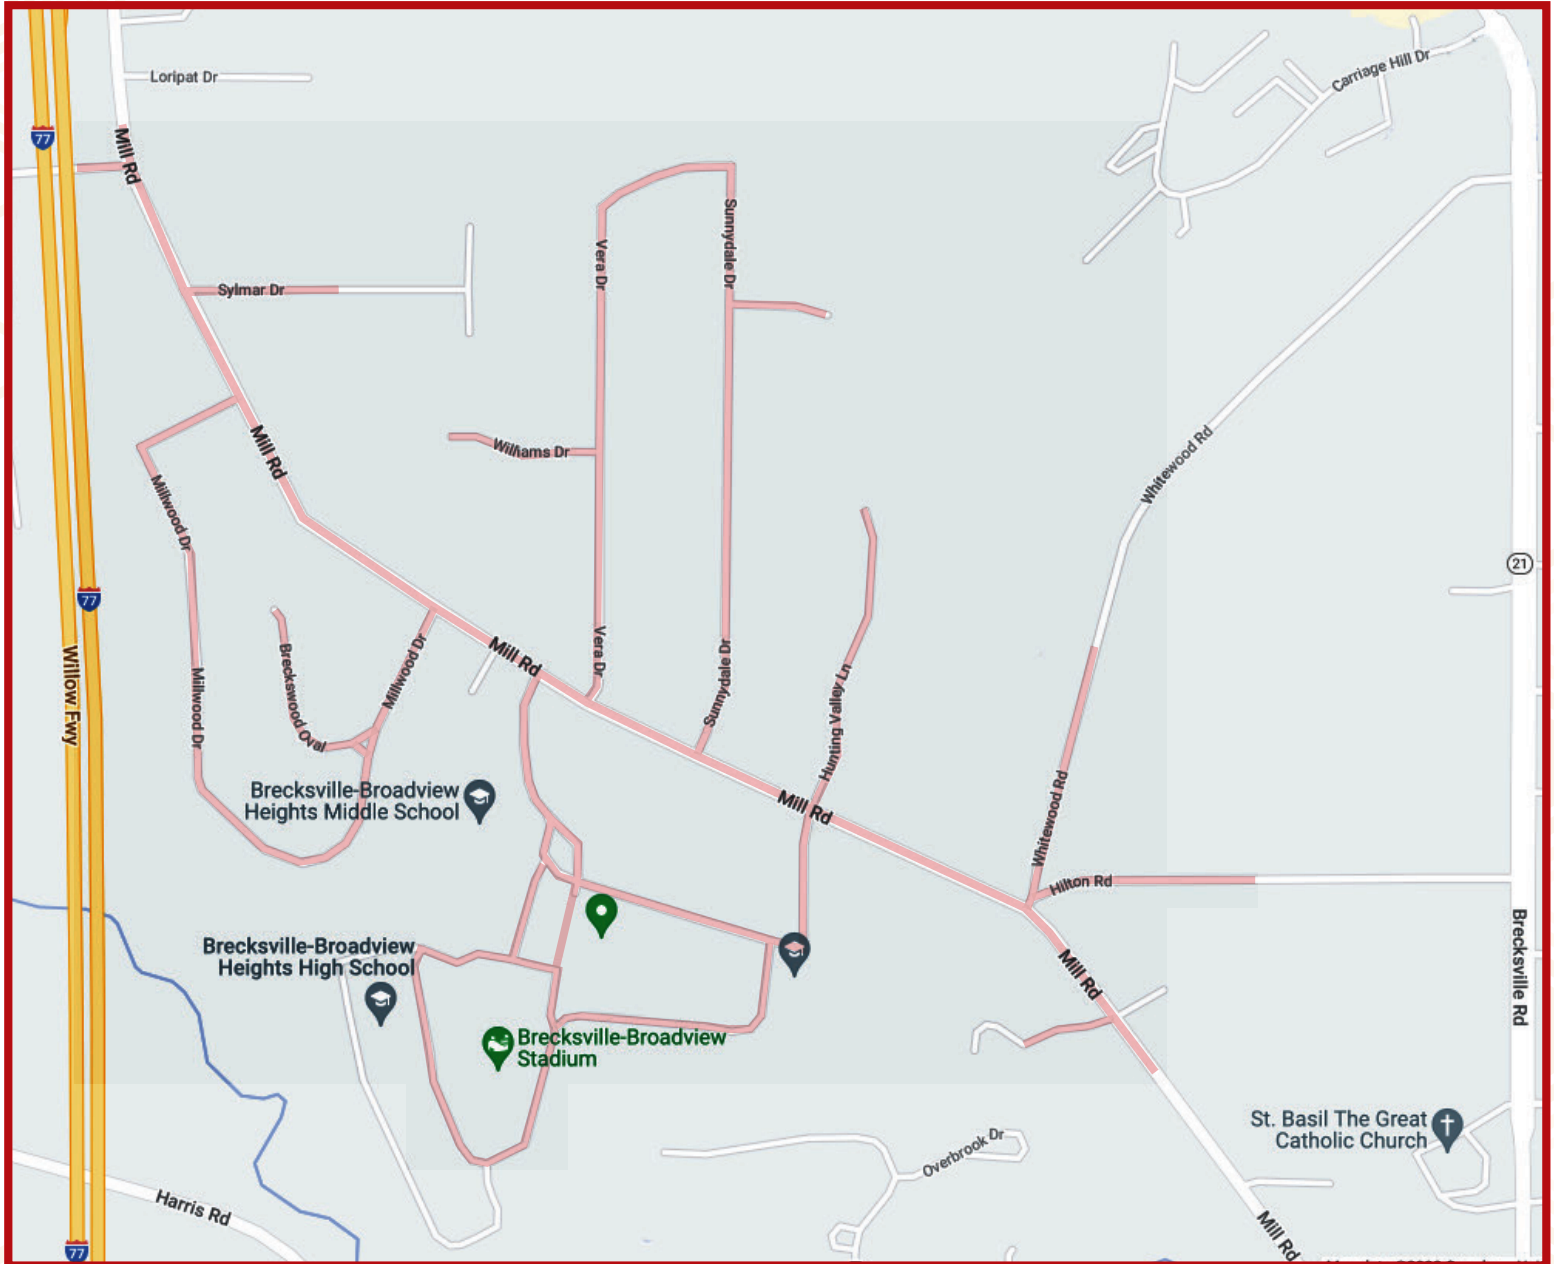 Loripat Dr
Carriage Hill Dr
77
Mill Rd
Sunnydale Dr
Vera Dr
Sylmar Dr
Mill Rd
Williams Dr
Whitewood Rd
Millwood Dr
21
77
Willow Fwy
Breckswood Oval
Millwood Dr
Millwood Dr
Mill Rd
Vera Dr
Sunnydale Dr
Hunting Valley Ln
Brecksville-Broadview
Heights Middle School
Mill Rd
Whitewood Rd
Hilton Rd
Brecksville-Broadview
Heights High School
Mill Rd
Brecksville Rd
Brecksville-Broadview
Stadium
St. Basil The Great
Catholic Church
Overbrook Dr
Harris Rd
Mill Rd
77